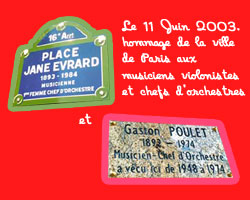 Le 11 Juin 2003.
hommage de la ville
de Paris aux
musiciens violonistes
et chefs d'orchestres
16e Arrt
PLACE
JANE EVRARD
1893 - 1984
MUSICIENNE
1ère FEMME CHEF D'ORCHESTRE
et
Gaston POULET
1892 - 1974
Musicien-Chef d'Orchestre
a vécu ici de 1948 à 1974